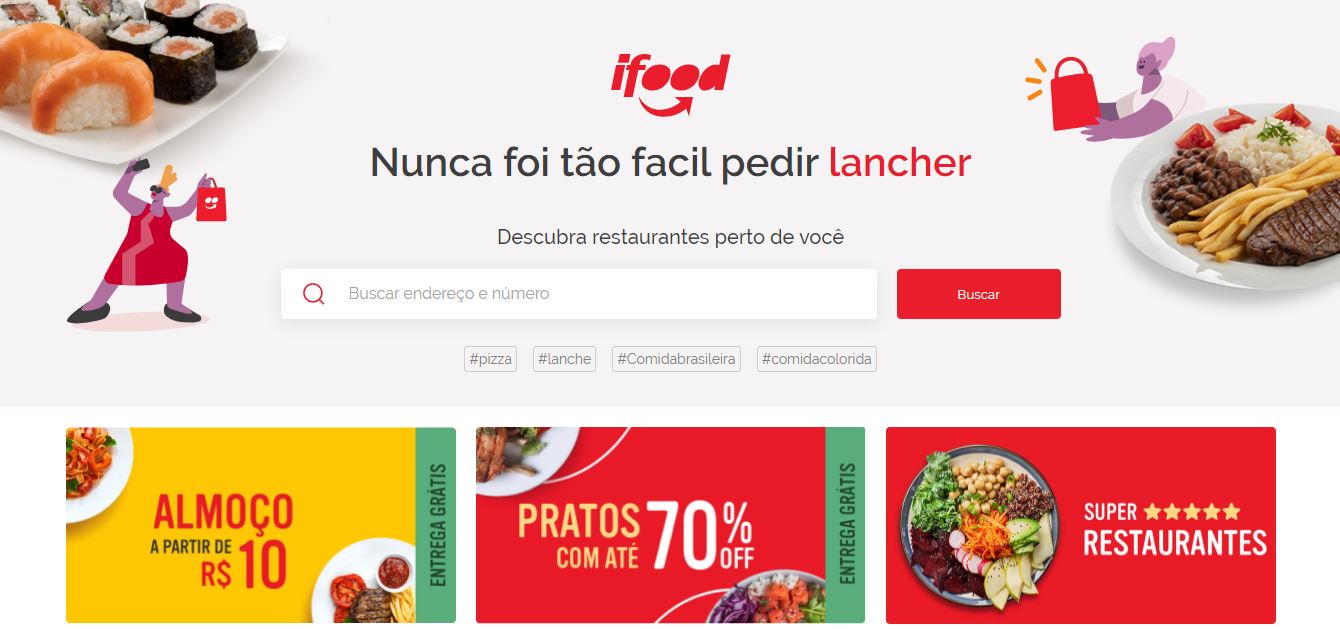 ifood
Nunca foi tão facil pedir lancher
Descubra restaurantes perto de você
Buscar endereço e número
Buscar
#pizza #lanche #Comidabrasileira #comidacolorida
ALMOÇO
A PARTIR DE
R$ 10
ENTREGA GRÁTIS
PRATOS
COM ATÉ
70% OFF
ENTREGA GRÁTIS
SUPER
RESTAURANTES